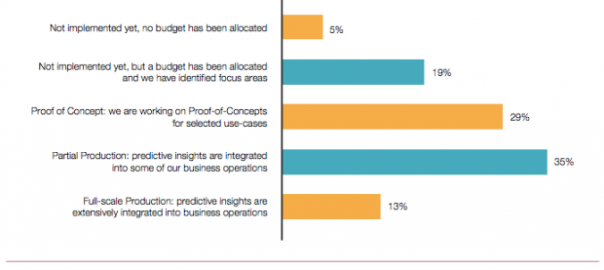 Not implemented yet, no budget has been allocated
5%
Not implemented yet, but a budget has been allocated
and we have identified focus areas
19%
Proof of Concept: we are working on Proof-of-Concepts
for selected use-cases
29%
Partial Production: predictive insights are integrated
into some of our business operations
35%
Full-scale Production: predictive insights are
extensively integrated into business operations
13%